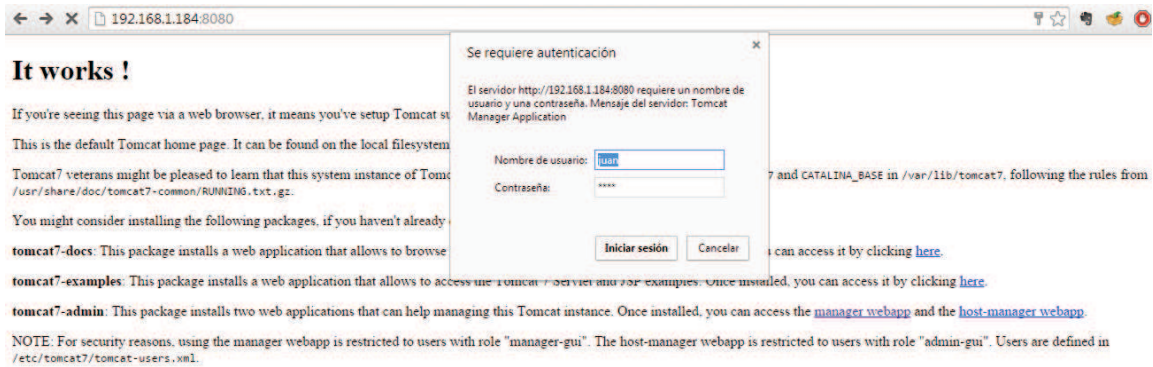 192.168.1.184:8080
It works !
Se requiere autenticación
El servidor http://192.168.1.184:8080 requiere un nombre de
usuario y una contraseña. Mensaje del servidor: Tomcat
Manager Application
Nombre de usuario: juan
Contraseña: ****
Iniciar sesión Cancelar
If you're seeing this page via a web browser, it means you've setup Tomcat
This is the default Tomcat home page. It can be found on the local filesystem
Tomcat7 veterans might be pleased to learn that this system instance of 7 and CATALINA_BASE in /var/lib/tomcat7, following the rules from
/usr/share/doc/tomcat7-common/RUNNING.txt.gz.
You might consider installing the following packages, if you haven't already
tomcat7-docs: This package installs a web application that allows to browse can access it by clicking here.
tomcat7-examples: This package installs a web application that allows to access the Tomcat 7 Servlet and JSP examples. Once installed, you can access it by clicking here.
tomcat7-admin: This package installs two web applications that can help managing this Tomcat instance. Once installed, you can access the manager webapp and the host-manager webapp.
NOTE: For security reasons, using the manager webapp is restricted to users with role "manager-gui". The host-manager webapp is restricted to users with role "admin-gui". Users are defined in
/etc/tomcat7/tomcat-users.xml.